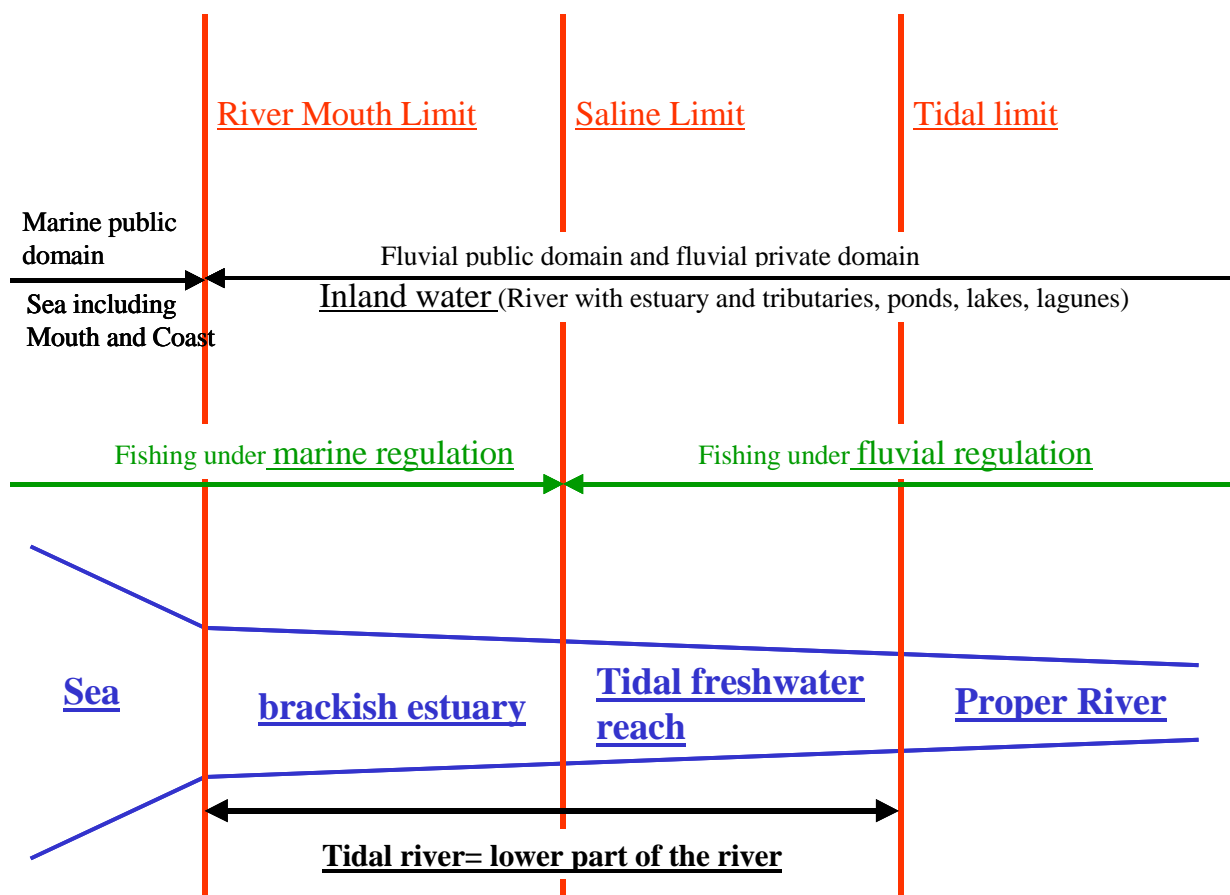 River Mouth Limit
Saline Limit
Tidal limit
Marine public
domain
Fluvial public domain and fluvial private domain
Inland water (River with estuary and tributaries, ponds, lakes, lagunes)
Sea including
Mouth and Coast
Fishing under marine regulation
Fishing under fluvial regulation
Sea
brackish estuary
Tidal freshwater
reach
Proper River
Tidal river= lower part of the river